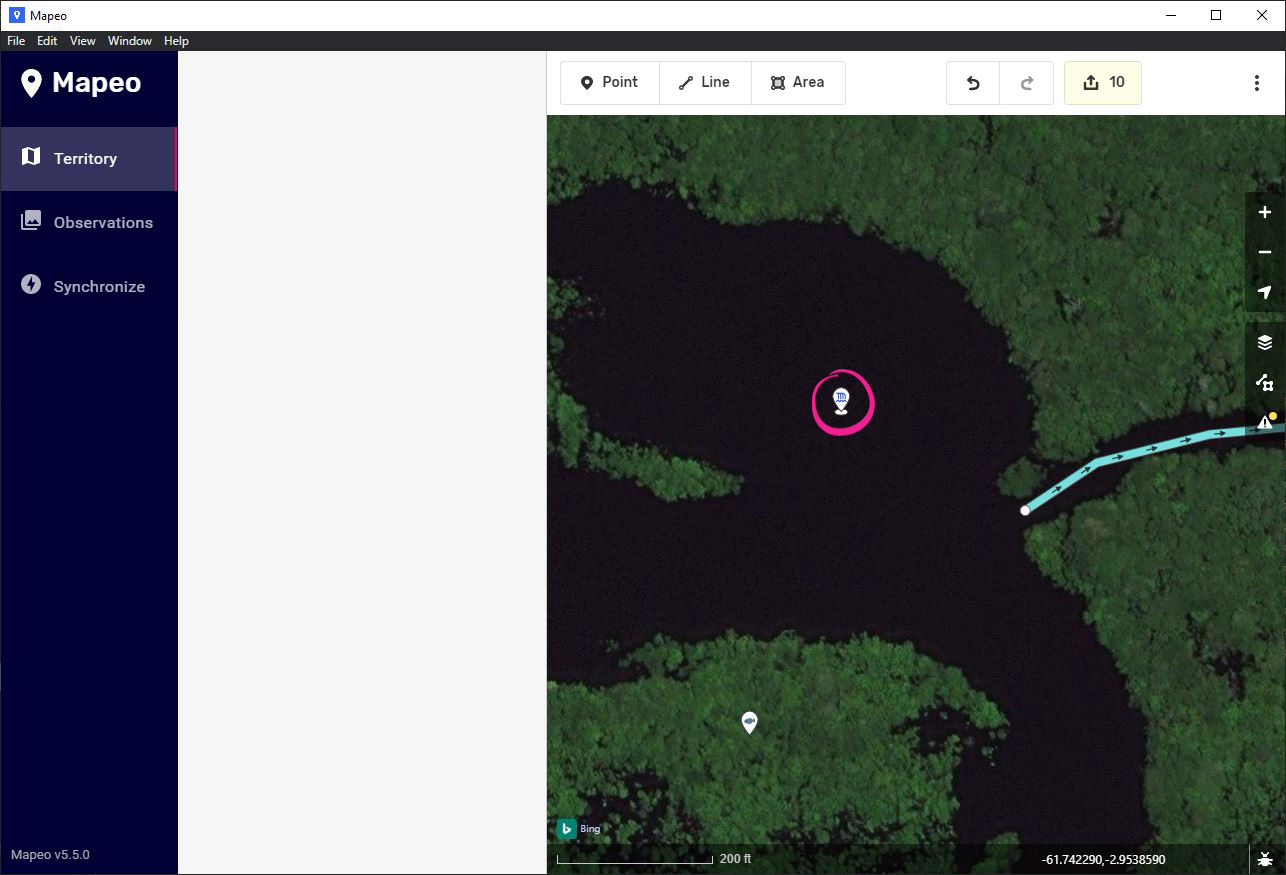 Mapeo
File Edit View Window Help
Mapeo
Point Line Area 10
Territory
Observations
Synchronize
Bing
Mapeo v5.5.0
200 ft
-61.742290,-2.9538590